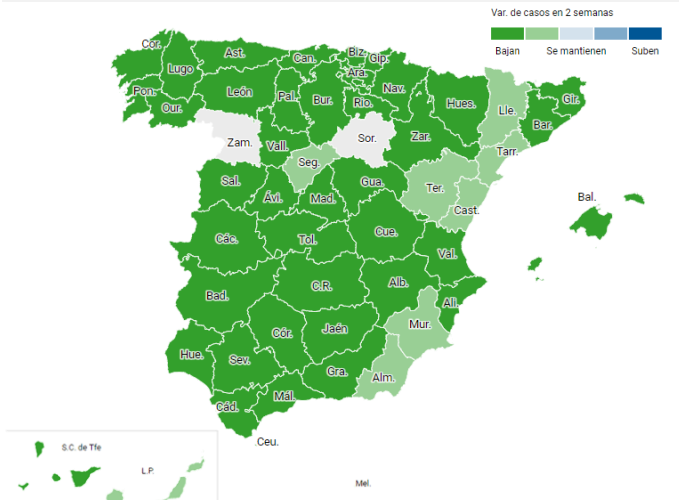 Var. de casos en 2 semanas
Bajan
Se mantienen
Suben
Cor.
Lugo
Ast.
Can.
Biz.
Gip.
Ara.
Nav.
Pon.
Our.
León
Pal.
Bur.
Rio.
Hues.
Lle.
Gir.
Bar.
Zam.
Vall.
Sor.
Zar.
Tarr.
Seg.
Sal.
Ávi.
Mad.
Gua.
Ter.
Cast.
Bal.
Các.
Tol.
Cue.
Val.
Bad.
C.R.
Alb.
Ali.
Mur.
Cór.
Jaén
Hue.
Sev.
Gra.
Alm.
Cád.
Mál.
.Ceu.
S.C. de Tfe
L.P.
Mel.